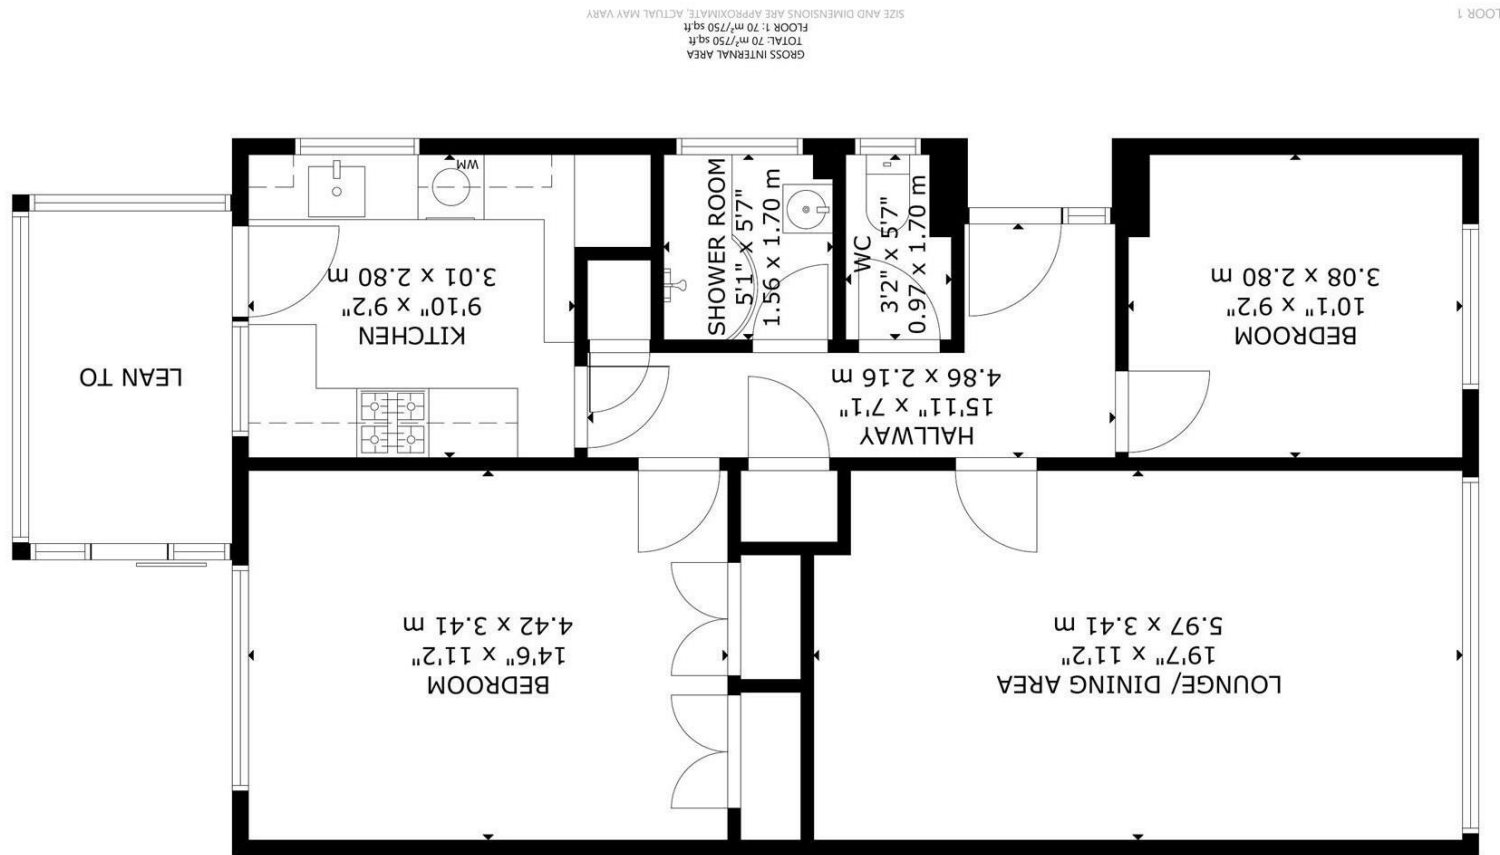 LOUNGE/ DINING AREA
19'7" x 11'2"
5.97 x 3.41 m
BEDROOM
14'6" x 11'2"
4.42 x 3.41 m
HALLWAY
15'11" x 7'1"
4.86 x 2.16 m
BEDROOM
10'1" x 9'2"
3.08 x 2.80 m
WC
3'2" x 5'7"
0.97 x 1.70 m
SHOWER ROOM
5'1" x 5'7"
1.56 x 1.70 m
KITCHEN
9'10" x 9'2"
3.01 x 2.80 m
WM
LEAN TO
GROSS INTERNAL AREA
TOTAL: 70 m²/750 sq.ft
FLOOR 1: 70 m²/750 sq.ft
SIZE AND DIMENSIONS ARE APPROXIMATE, ACTUAL MAY VARY
FLOOR 1